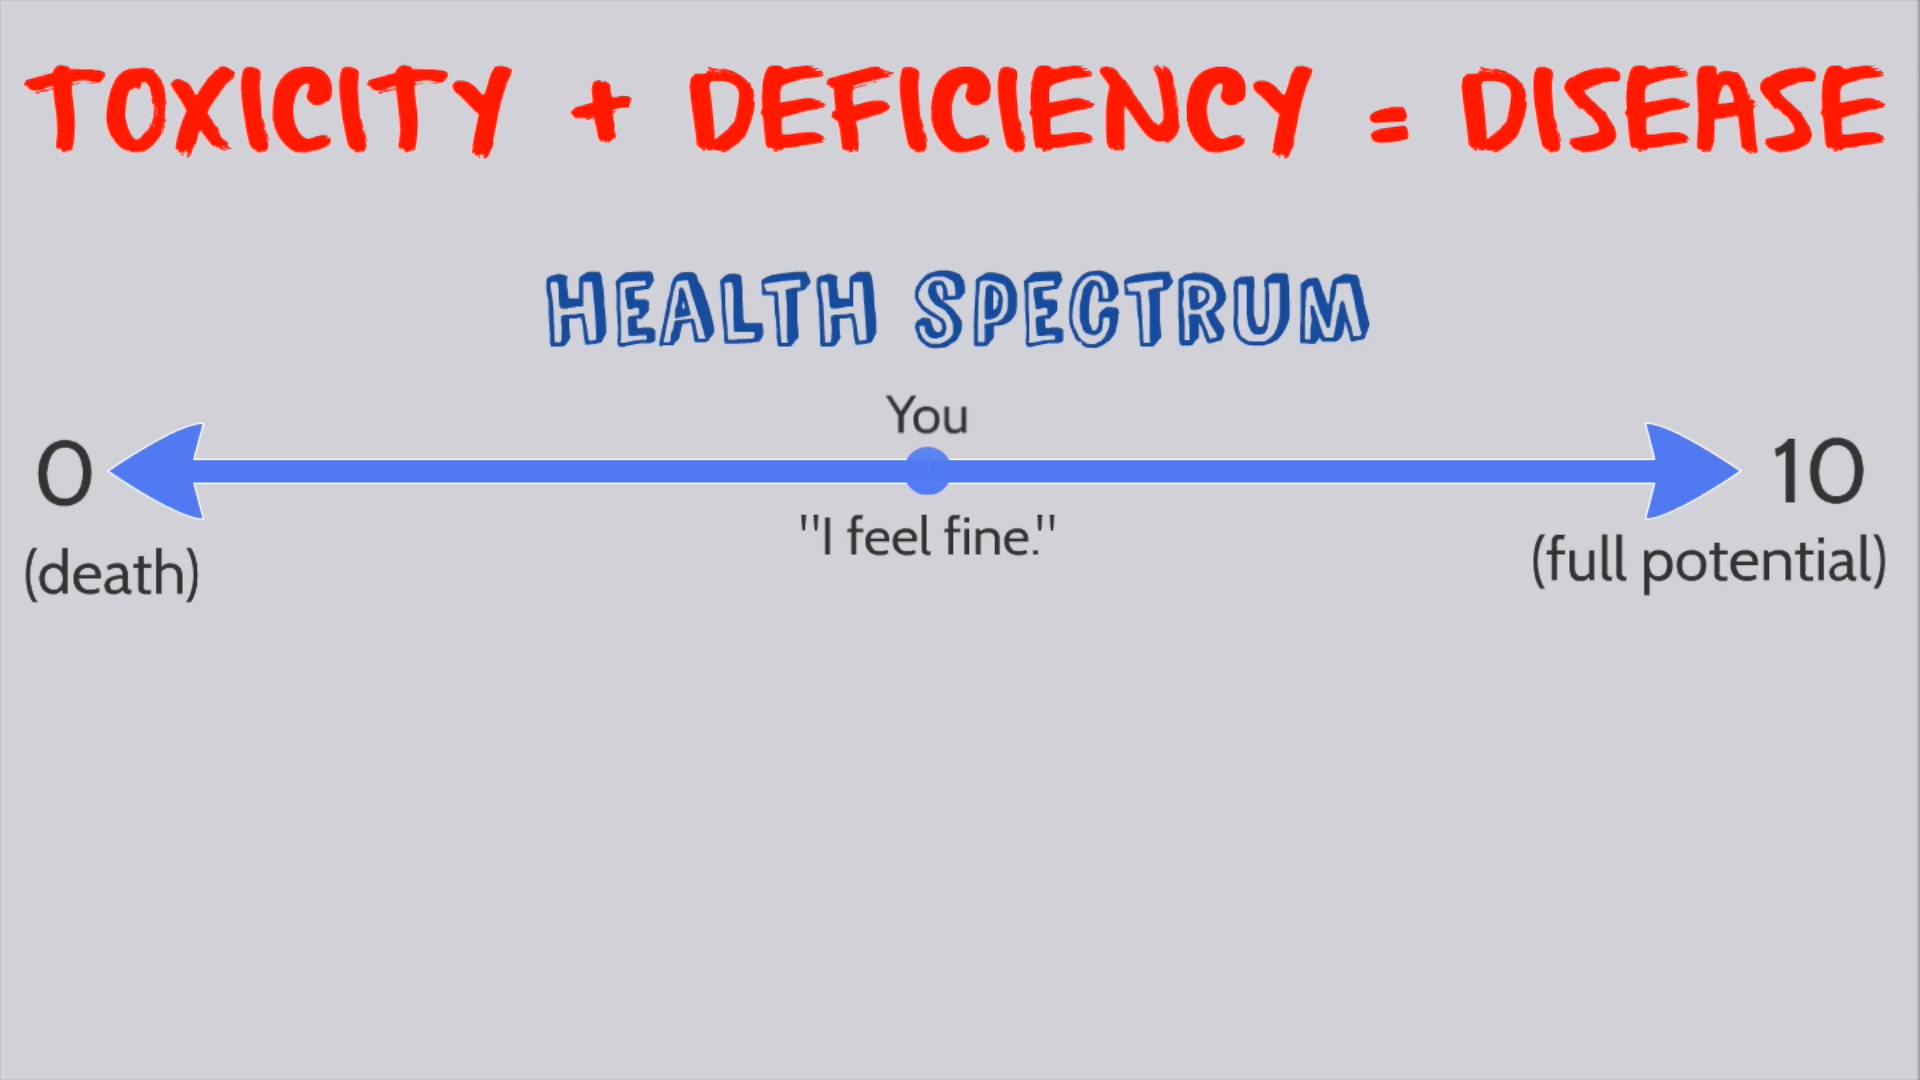 TOXICITY + DEFICIENCY = DISEASE
HEALTH SPECTRUM
You
0
10
"I feel fine."
(death)
(full potential)